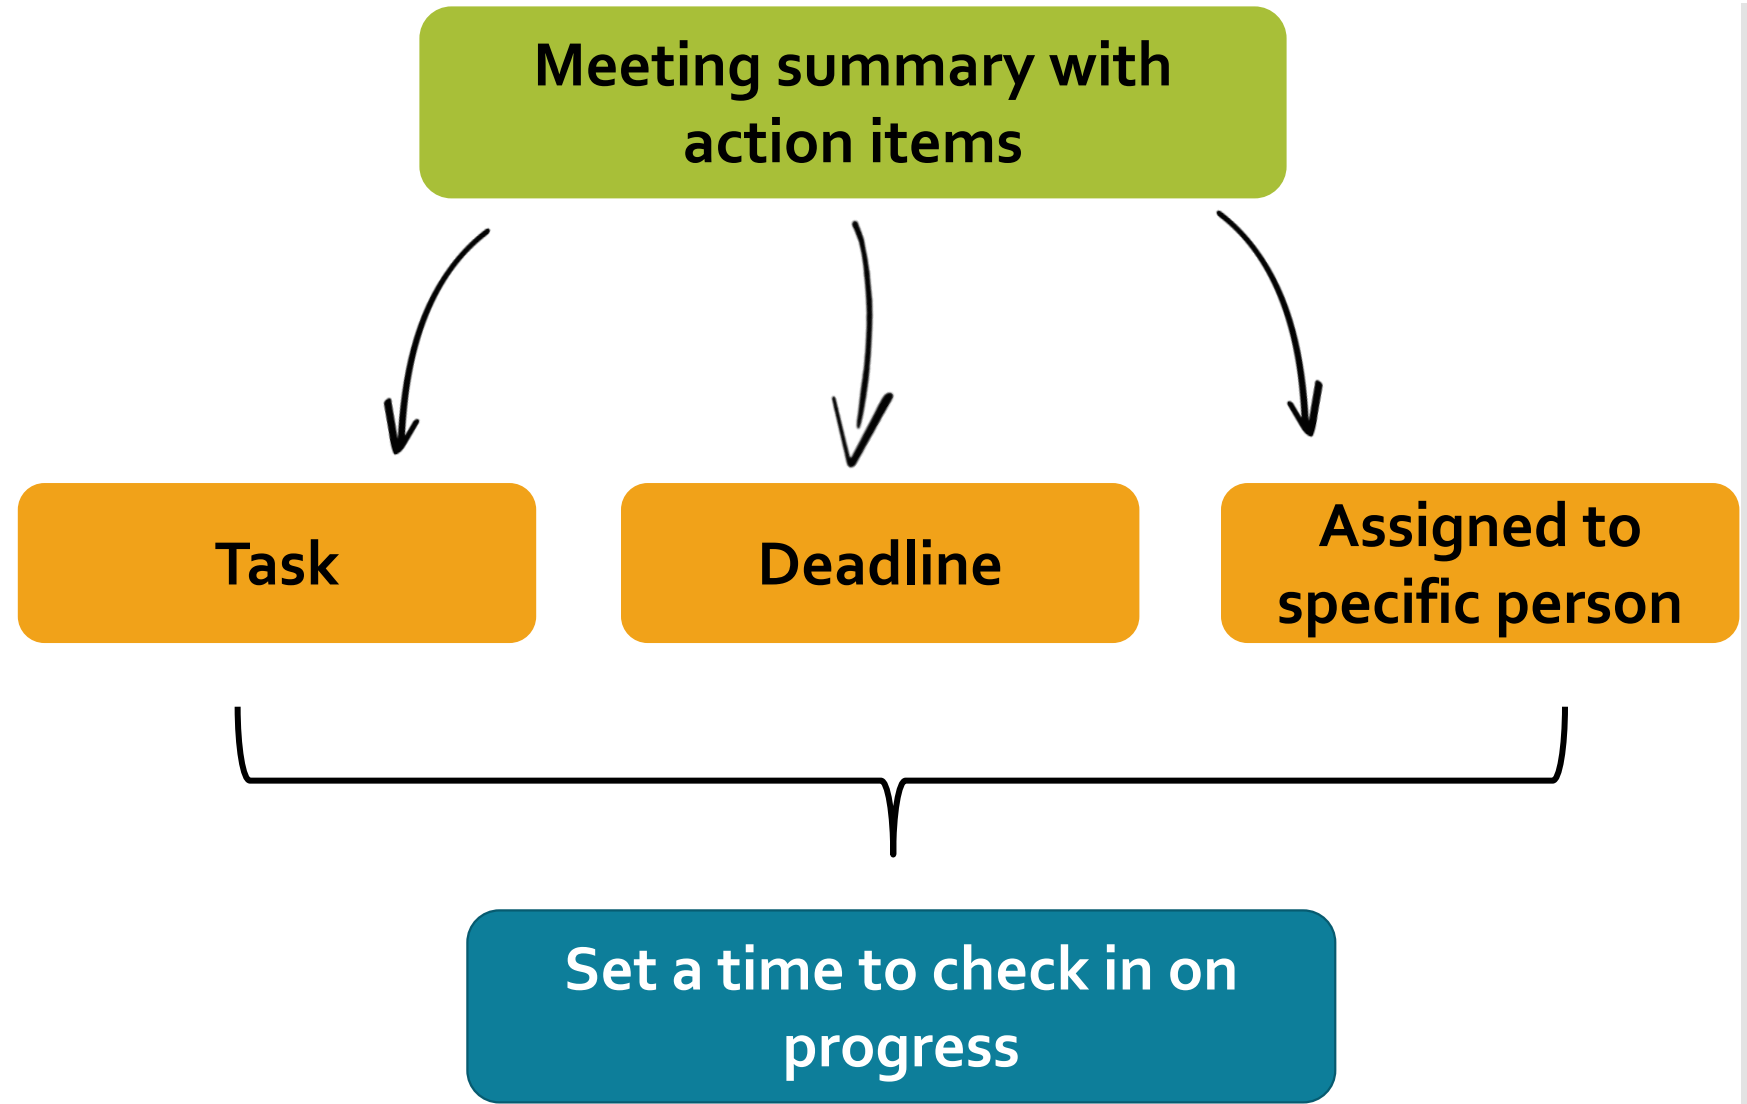 Meeting summary with
action items
Task
Deadline
Assigned to
specific person
Set a time to check in on
progress